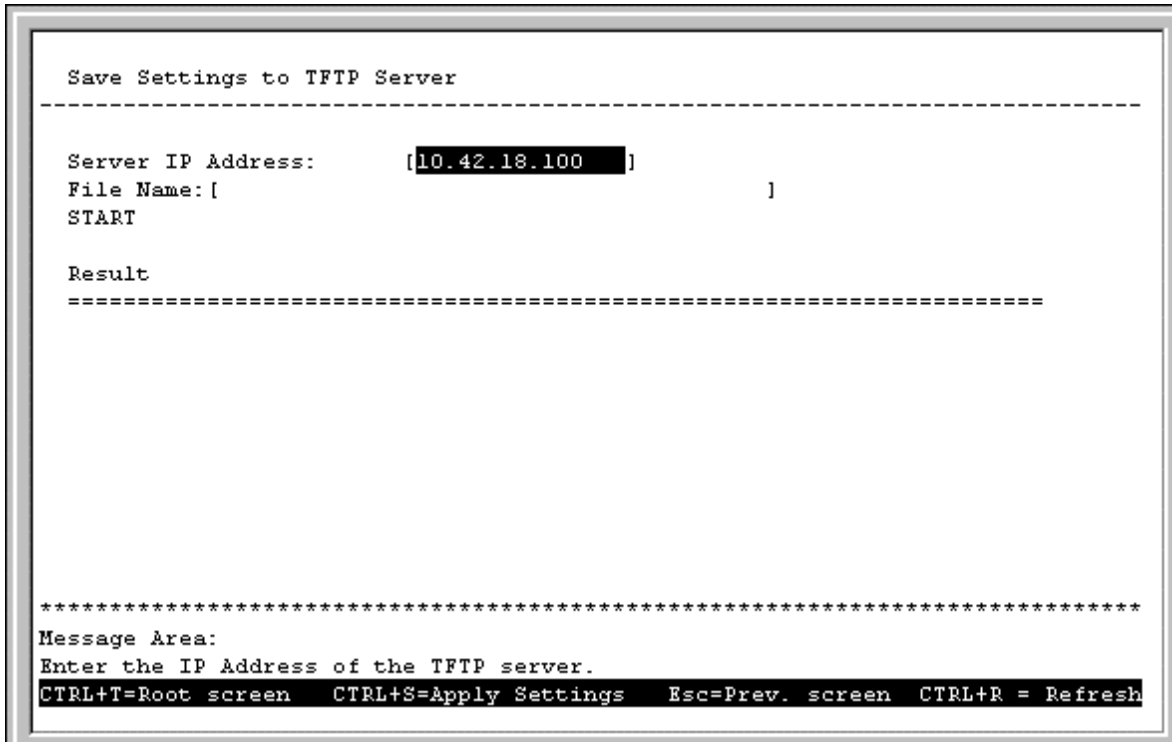 Save Settings to TFTP Server
-------------------------------------------------------------------------------
Server IP Address: [10.42.18.100 ]
File Name:[ ]
START
Result
======================================================================
*******************************************************************************
Message Area:
Enter the IP Address of the TFTP server.
CTRL+T=Root screen CTRL+S=Apply Settings Esc=Prev. screen CTRL+R = Refresh